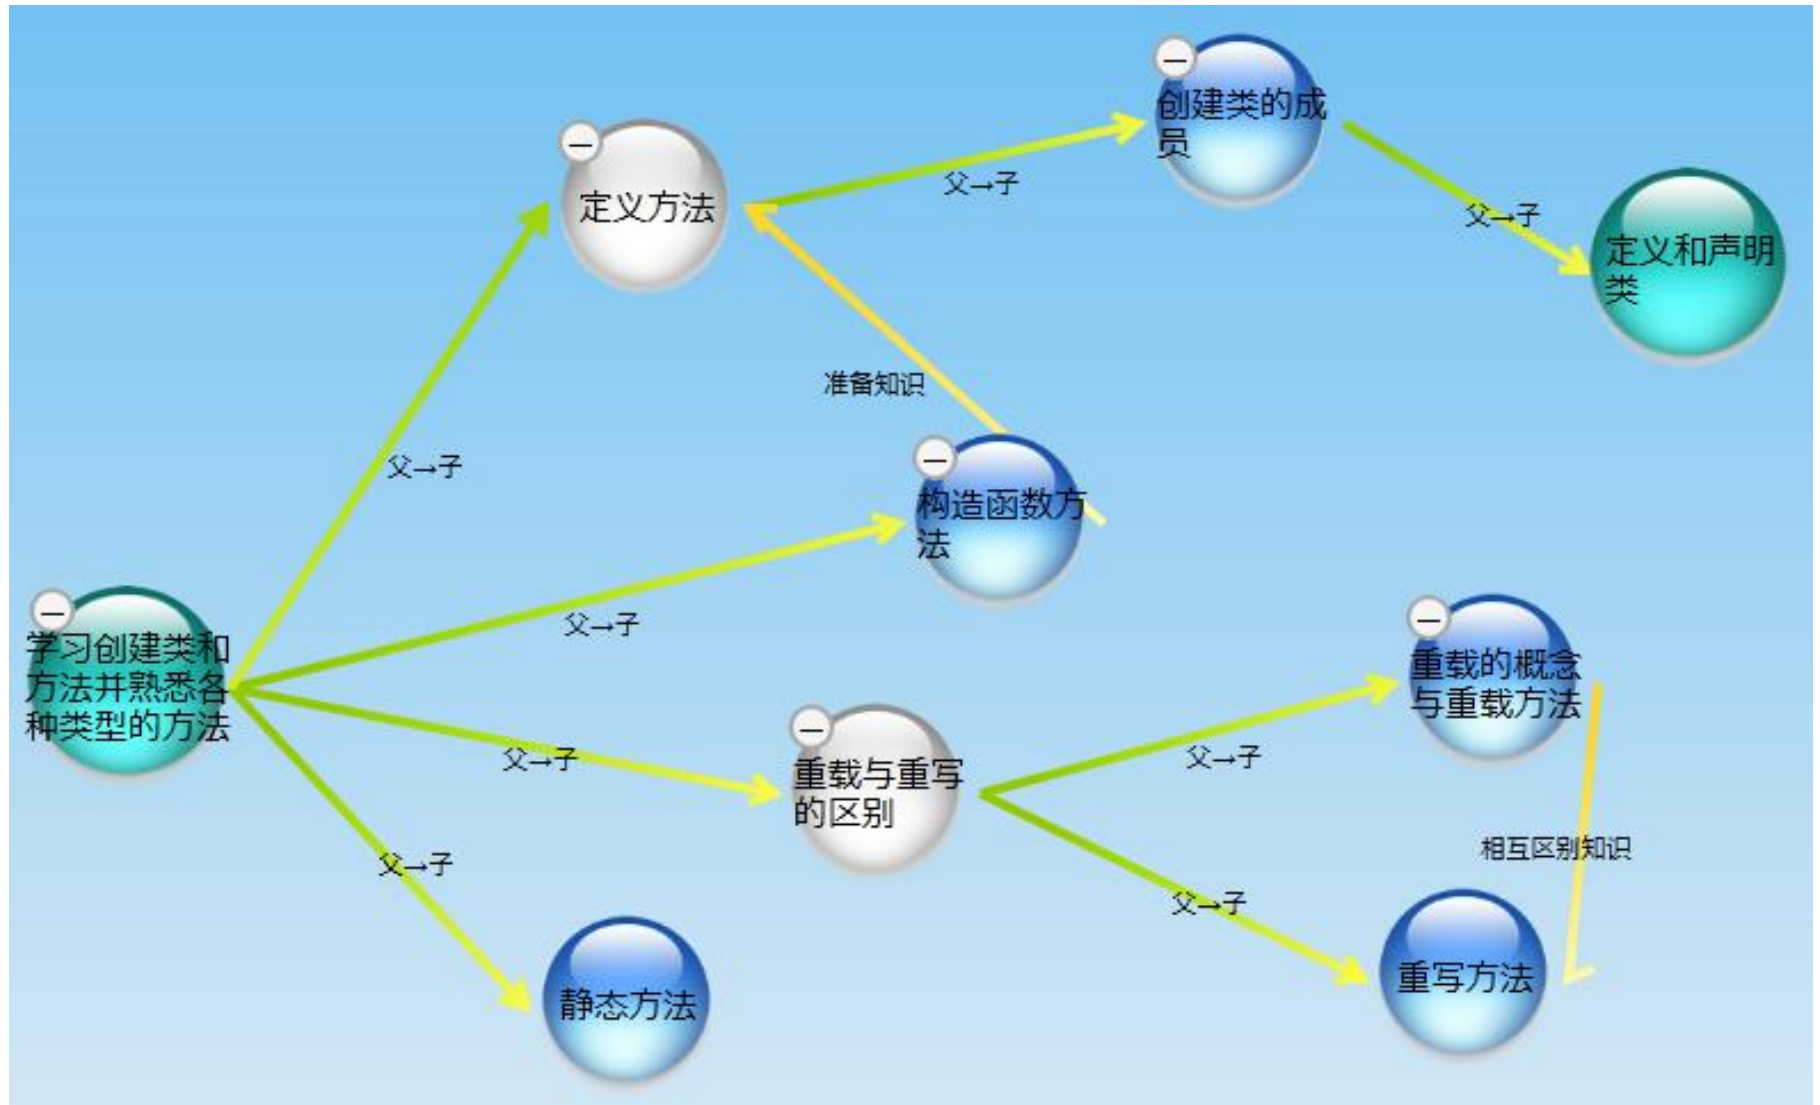 创建类的成
员
定义方法
父→子
父→子
定义和声明
类
准备知识
父→子
构造函数方
法
父→子
学习创建类和
方法并熟悉各
种类型的方法
重载的概念
与重载方法
父→子
父→子
重载与重写
的区别
相互区别知识
父→子
父→子
重写方法
静态方法